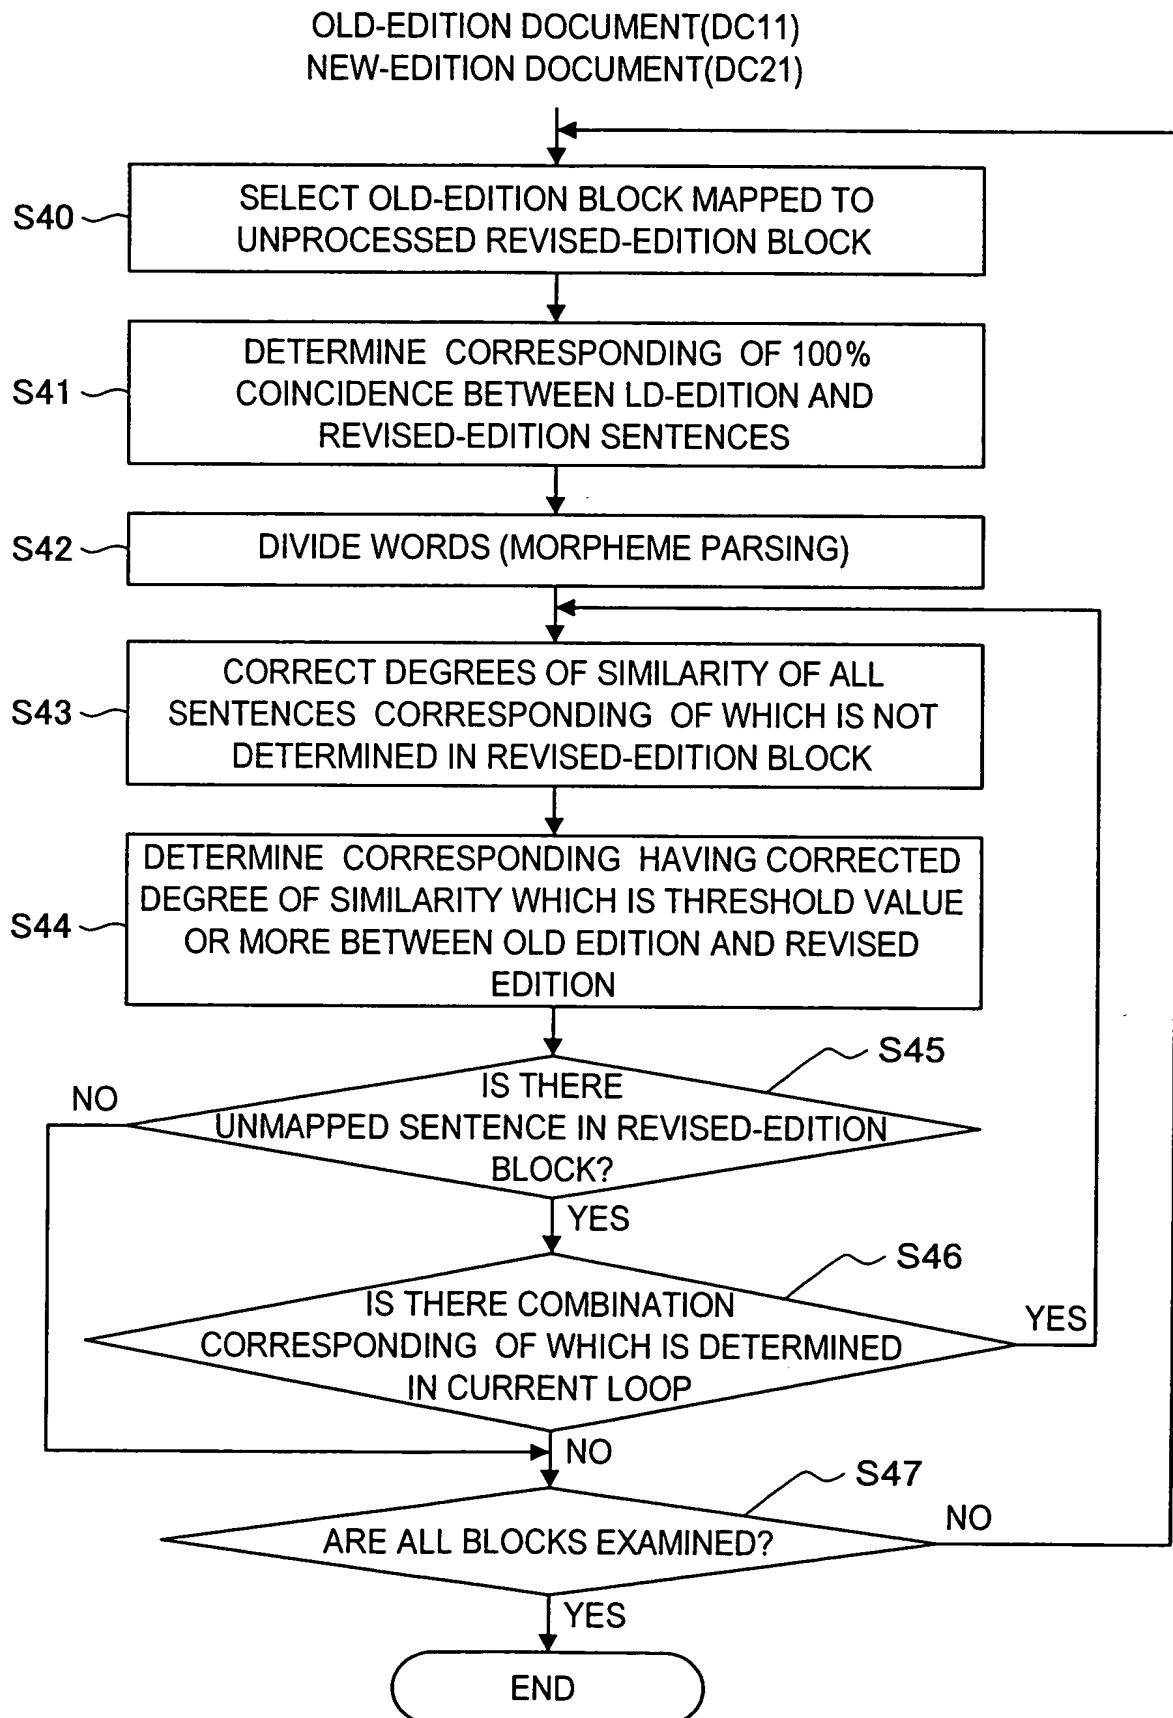 OLD-EDITION DOCUMENT(DC11)
NEW-EDITION DOCUMENT(DC21)
S40
SELECT OLD-EDITION BLOCK MAPPED TO
UNPROCESSED REVISED-EDITION BLOCK
S41
DETERMINE CORRESPONDING OF 100%
COINCIDENCE BETWEEN LD-EDITION AND
REVISED-EDITION SENTENCES
S42
DIVIDE WORDS (MORPHEME PARSING)
S43
CORRECT DEGREES OF SIMILARITY OF ALL
SENTENCES CORRESPONDING OF WHICH IS NOT
DETERMINED IN REVISED-EDITION BLOCK
S44
DETERMINE CORRESPONDING HAVING CORRECTED
DEGREE OF SIMILARITY WHICH IS THRESHOLD VALUE
OR MORE BETWEEN OLD EDITION AND REVISED
EDITION
S45
NO
IS THERE
UNMAPPED SENTENCE IN REVISED-EDITION
BLOCK?
YES
S46
IS THERE COMBINATION
CORRESPONDING OF WHICH IS DETERMINED
IN CURRENT LOOP
YES
NO
S47
ARE ALL BLOCKS EXAMINED?
NO
YES
END